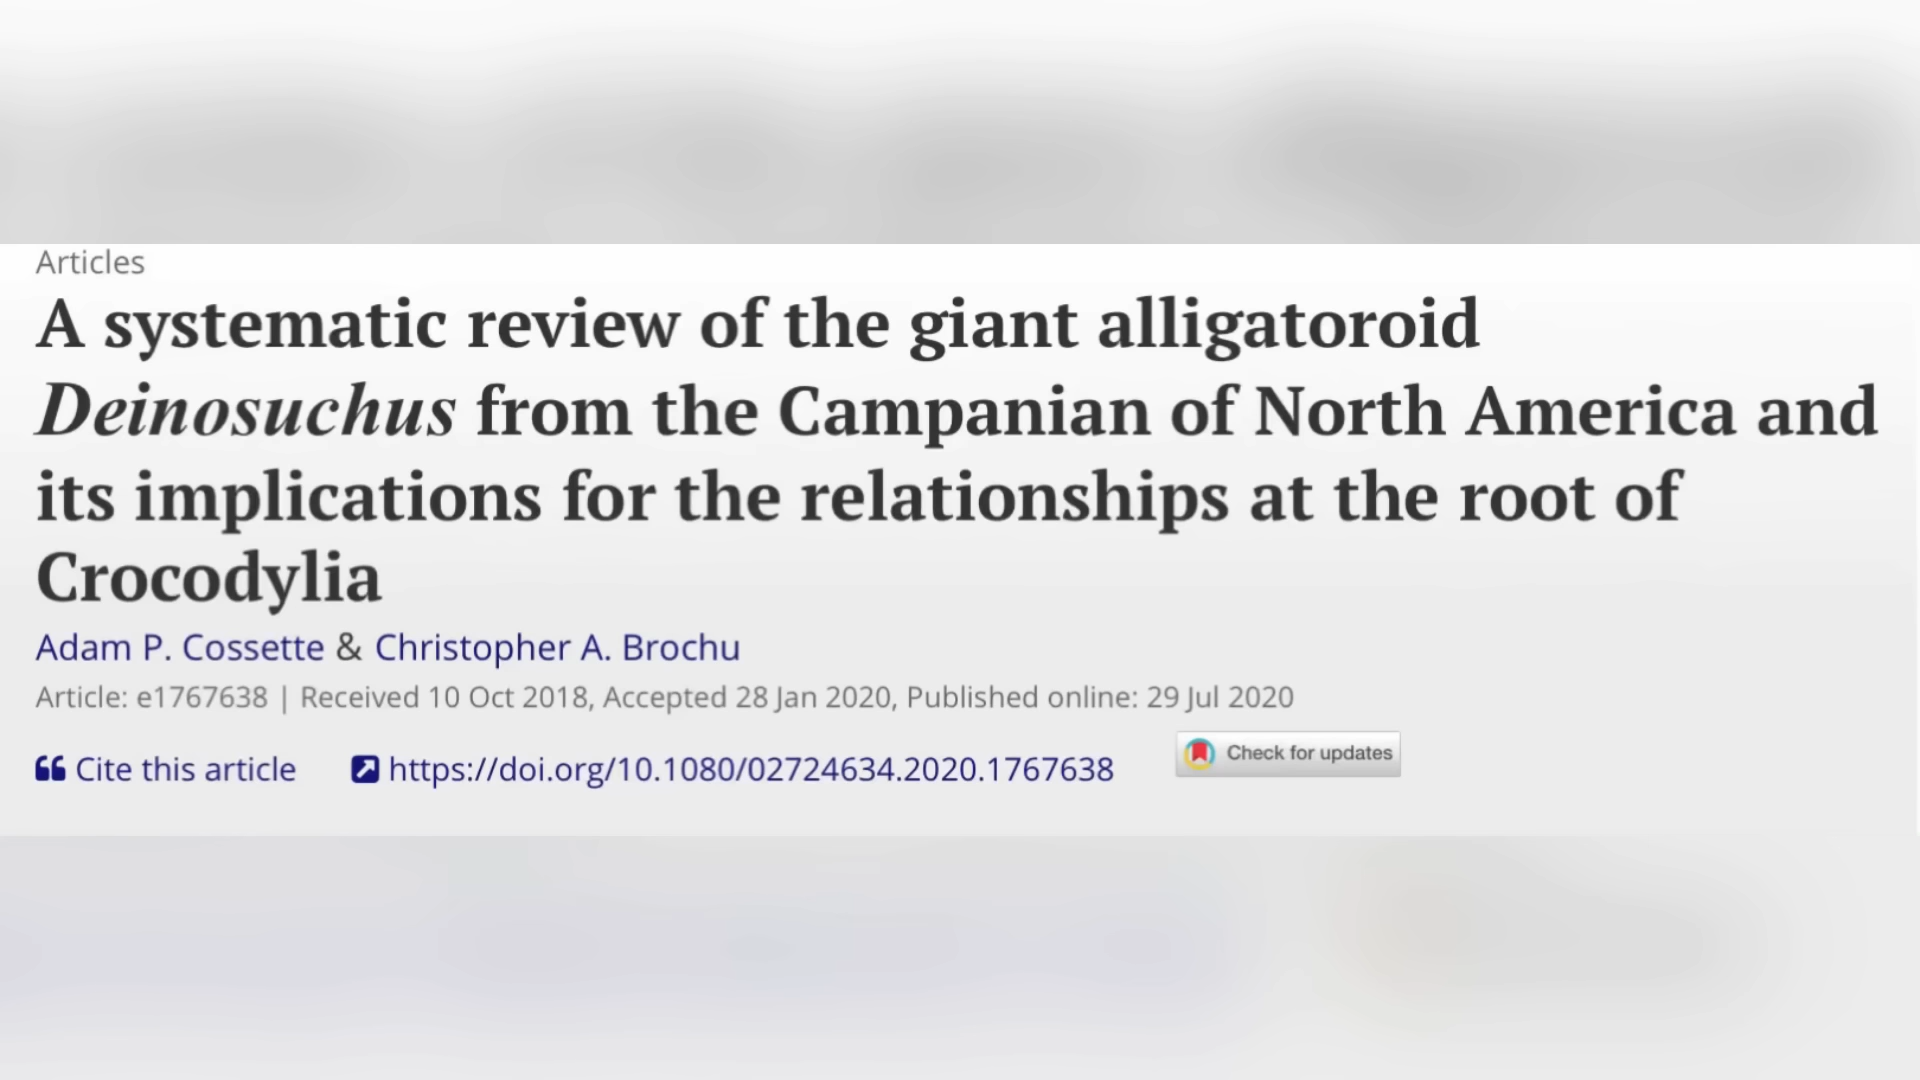 Articles
A systematic review of the giant alligatoroid
Deinosuchus from the Campanian of North America and
its implications for the relationships at the root of
Crocodylia
Adam P. Cossette & Christopher A. Brochu
Article: e1767638 | Received 10 Oct 2018, Accepted 28 Jan 2020, Published online: 29 Jul 2020
Cite this article https://doi.org/10.1080/02724634.2020.1767638 Check for updates